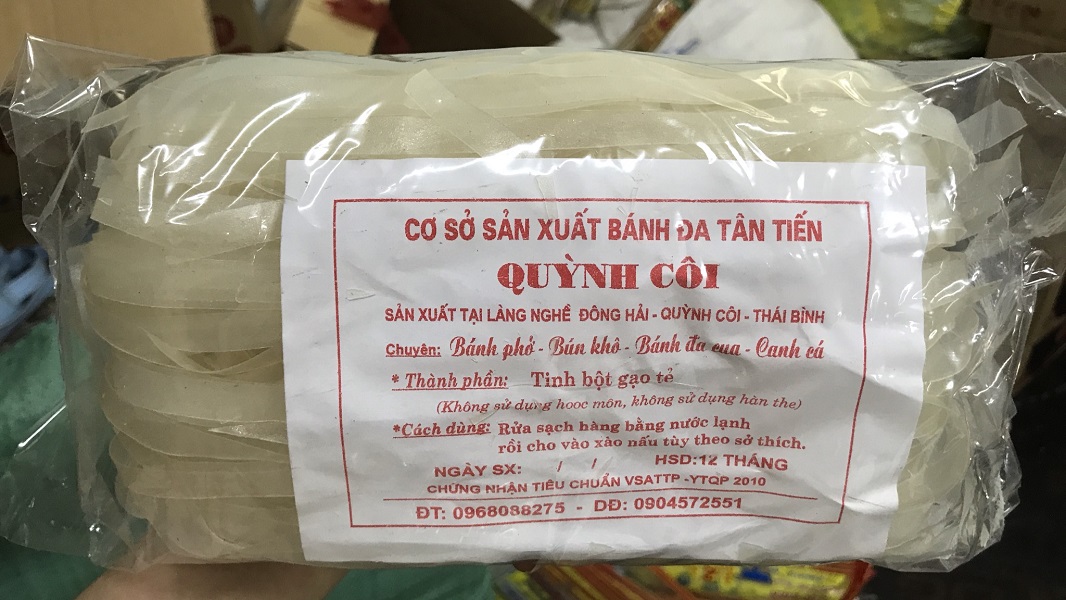 CƠ SỞ SẢN XUẤT BÁNH ĐA TÂN TIẾN
QUỲNH CÔI
SẢN XUẤT TẠI LÀNG NGHỀ ĐÔNG HẢI - QUỲNH CÔI - THÁI BÌNH
Chuyên: Bánh phở - Bún khô - Bánh đa cua - Canh cá
* Thành phần: Tinh bột gạo tẻ
(Không sử dụng hooc môn, không sử dụng hàn the)
*Cách dùng: Rửa sạch hàng bằng nước lạnh
rồi cho vào xào nấu tùy theo sở thích.
NGÀY SX: / / HSD:12 THÁNG
CHỨNG NHẬN TIÊU CHUẨN VSATTP -YTQP 2010
ĐT: 0968088275 - DĐ: 0904572551